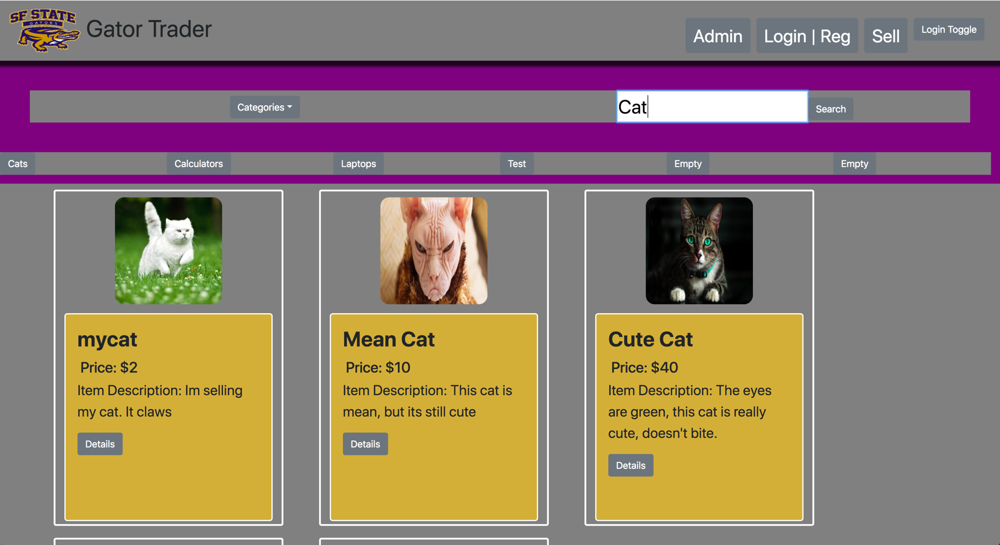 SF STATE
GATORS
Gator Trader
Admin
Login | Reg
Sell
Login Toggle
Categories
Cat
Search
Cats
Calculators
Laptops
Test
Empty
Empty
mycat
Price: $2
Item Description: Im selling
my cat. It claws
Details
Mean Cat
Price: $10
Item Description: This cat is
mean, but its still cute
Details
Cute Cat
Price: $40
Item Description: The eyes
are green, this cat is really
cute, doesn't bite.
Details